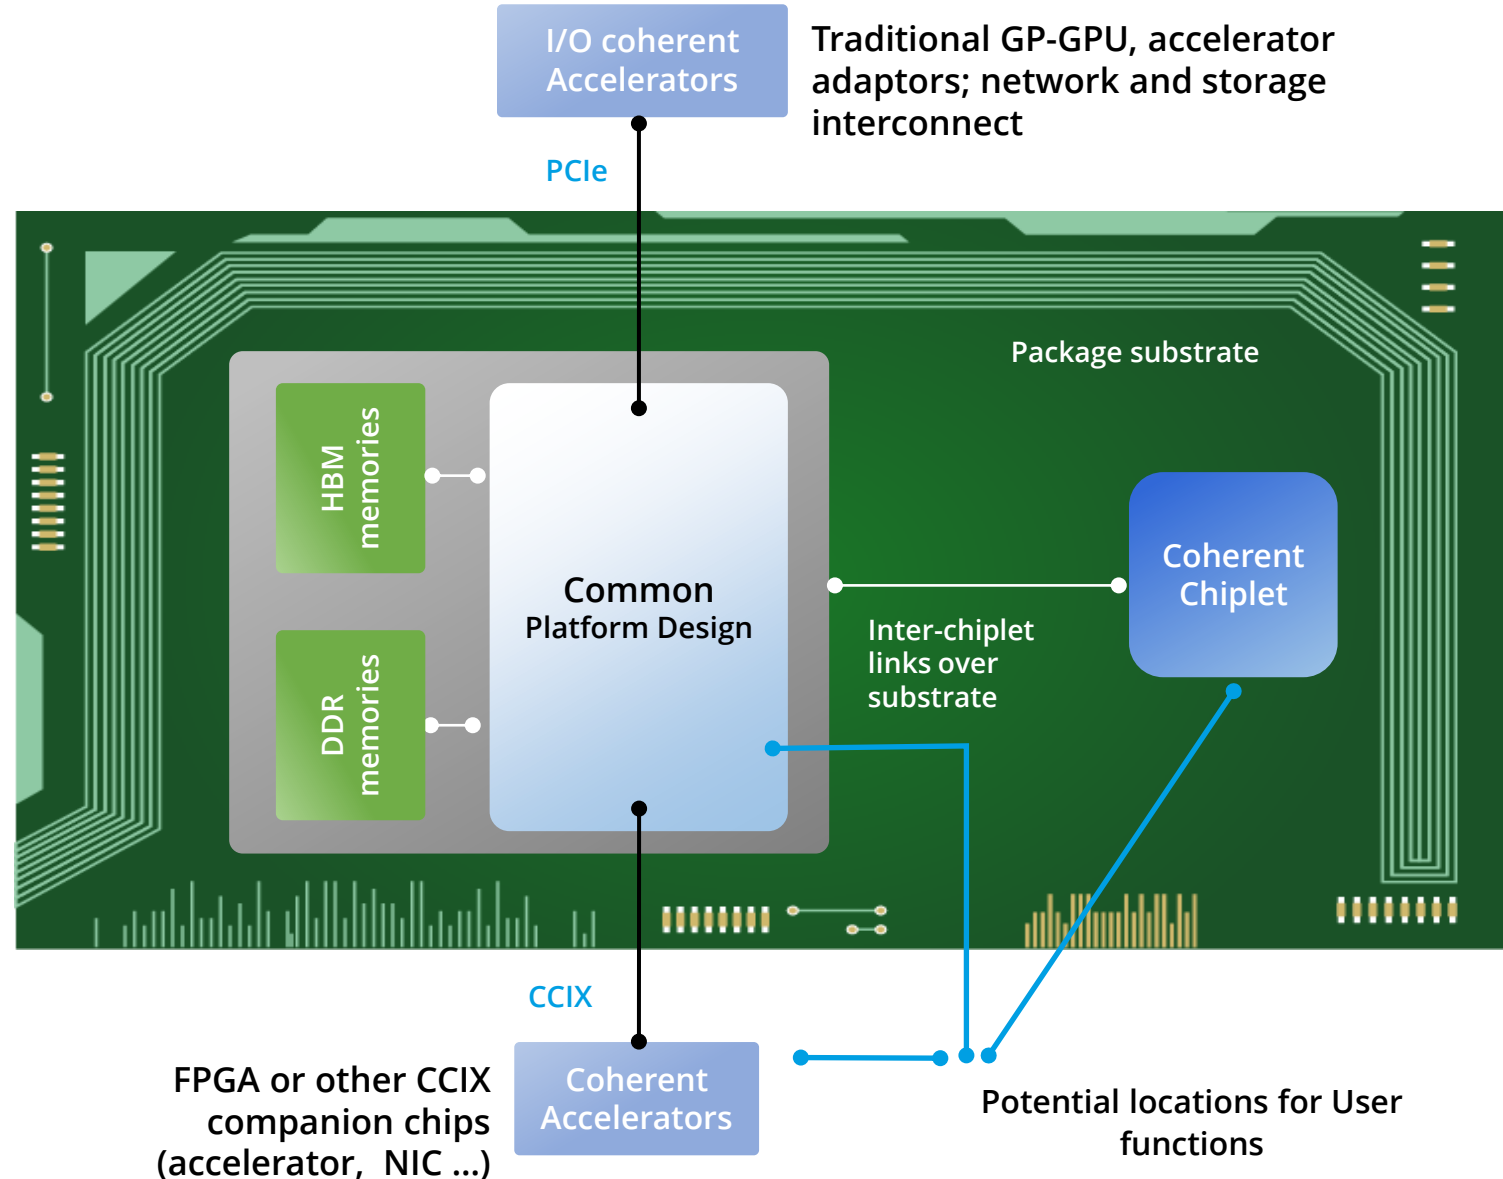 I/O coherent
Accelerators
Traditional GP-GPU, accelerator
adaptors; network and storage
interconnect
PCIe
Package substrate
HBM
memories
Common
Platform Design
Coherent
Chiplet
Inter-chiplet
links over
substrate
DDR
memories
CCIX
FPGA or other CCIX
companion chips
(accelerator, NIC ...)
Coherent
Accelerators
Potential locations for User
functions